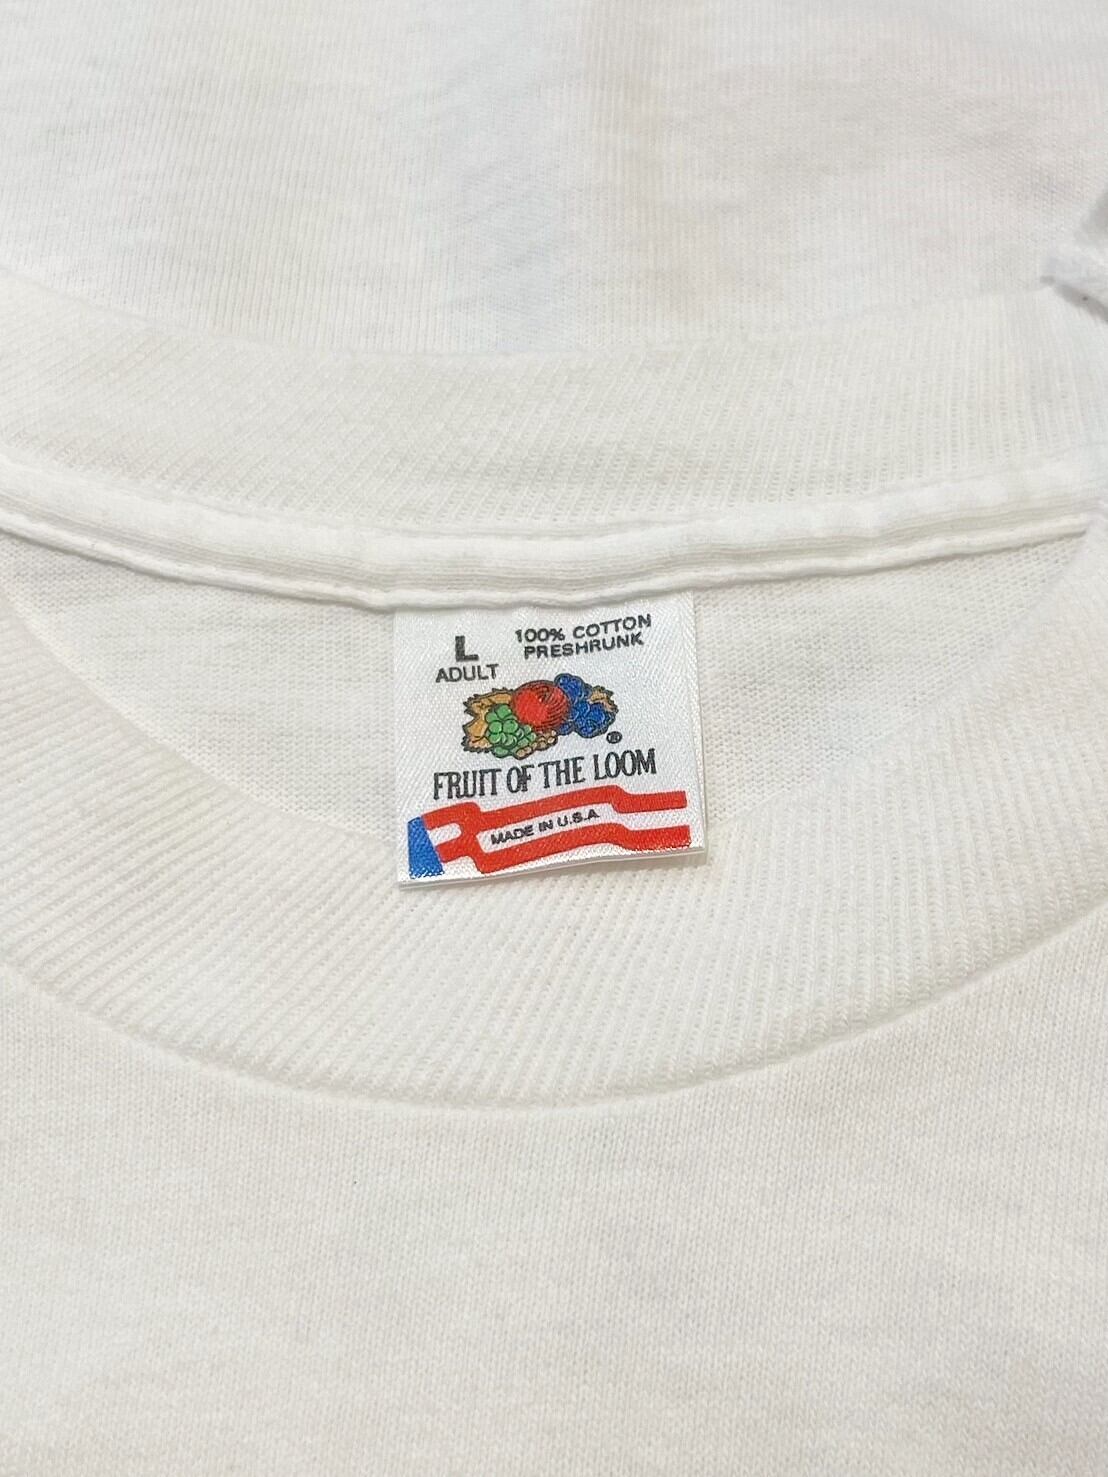 L
ADULT
100% COTTON
PRESHRUNK
®
FRUIT OF THE LOOM
MADE IN U.S.A.